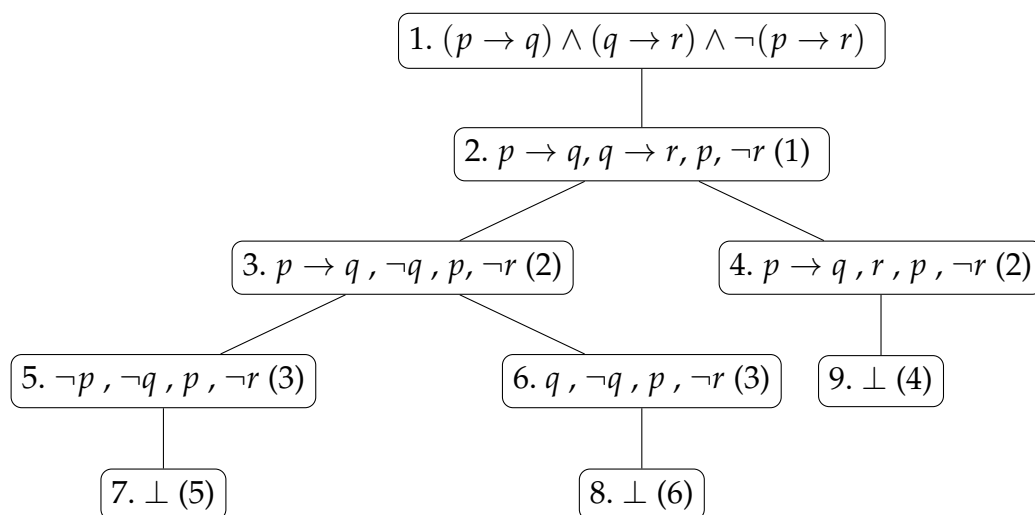 1. (p → q) ∧ (q → r) ∧ ¬(p → r)
2. p → q, q → r, p, ¬r (1)
3. p → q , ¬q , p, ¬r (2)
4. p → q , r , p , ¬r (2)
5. ¬p , ¬q , p , ¬r (3)
6. q , ¬q , p , ¬r (3)
9. ⊥ (4)
7. ⊥ (5)
8. ⊥ (6)